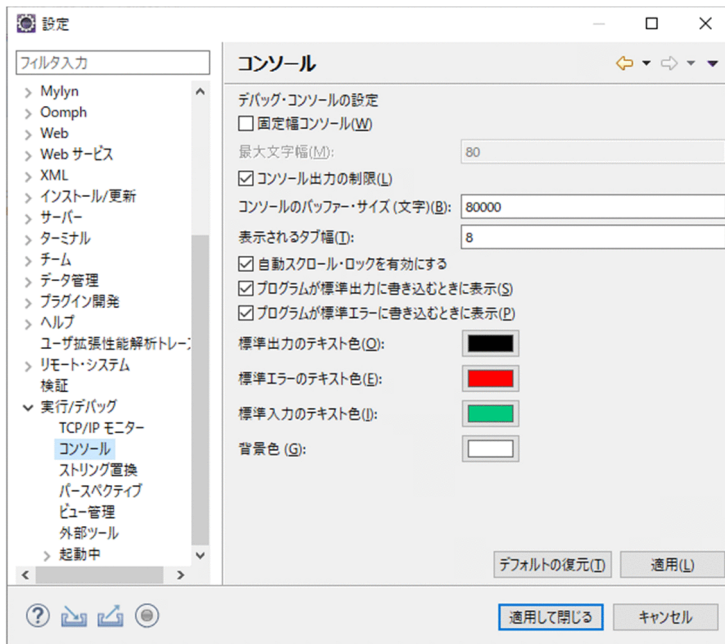 設定
フィルタ入力
Mylyn
Oomph
Web
Web サービス
XML
インストール/更新
サーバー
ターミナル
チーム
データ管理
プラグイン開発
ヘルプ
ユーザ拡張性能解析トレー
リモート・システム
検証
実行/デバッグ
TCP/IP モニター
コンソール
ストリング置換
パースペクティブ
ビュー管理
外部ツール
起動中
コンソール
デバッグ・コンソールの設定
固定幅コンソール(W)
最大文字幅(M): 80
コンソール出力の制限(L)
コンソールのバッファー・サイズ (文字)(B): 80000
表示されるタブ幅(T): 8
自動スクロール・ロックを有効にする
プログラムが標準出力に書き込むときに表示(S)
プログラムが標準エラーに書き込むときに表示(P)
標準出力のテキスト色(O):
標準エラーのテキスト色(E):
標準入力のテキスト色(I):
背景色 (G):
デフォルトの復元(T) 適用(L)
? 適用して閉じる キャンセル